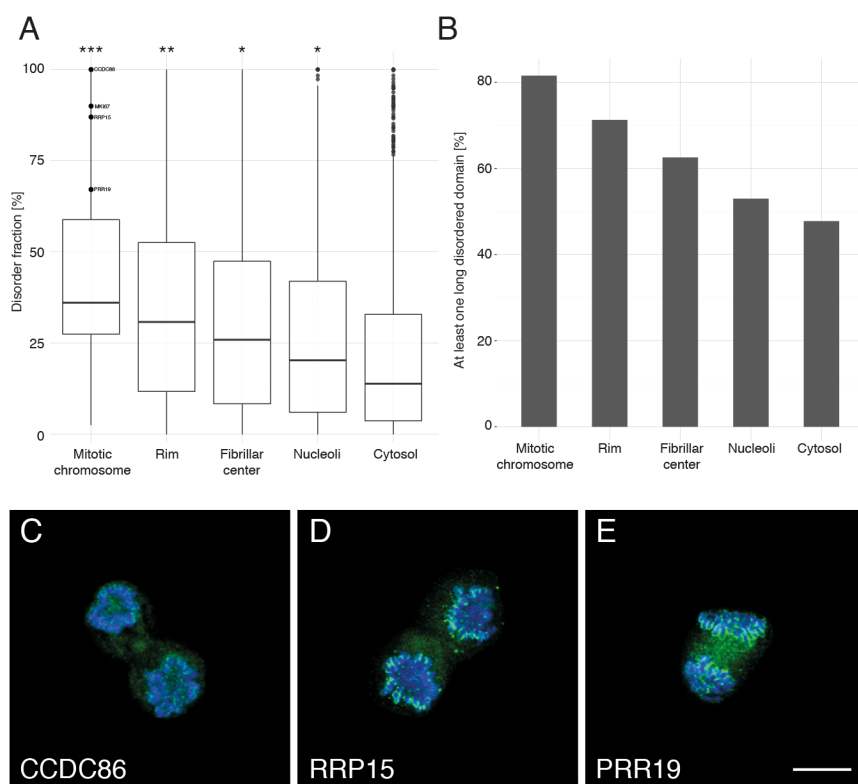 A
*** ** * *
100
75
50
25
0
Disorder fraction [%]
CCDC86
MKI67
RRP15
PRR19
Mitotic
chromosome
Rim
Fibrillar
center
Nucleoli
Cytosol
B
80
60
40
20
0
At least one long disordered domain [%]
Mitotic
chromosome
Rim
Fibrillar
center
Nucleoli
Cytosol
C
CCDC86
D
RRP15
E
PRR19